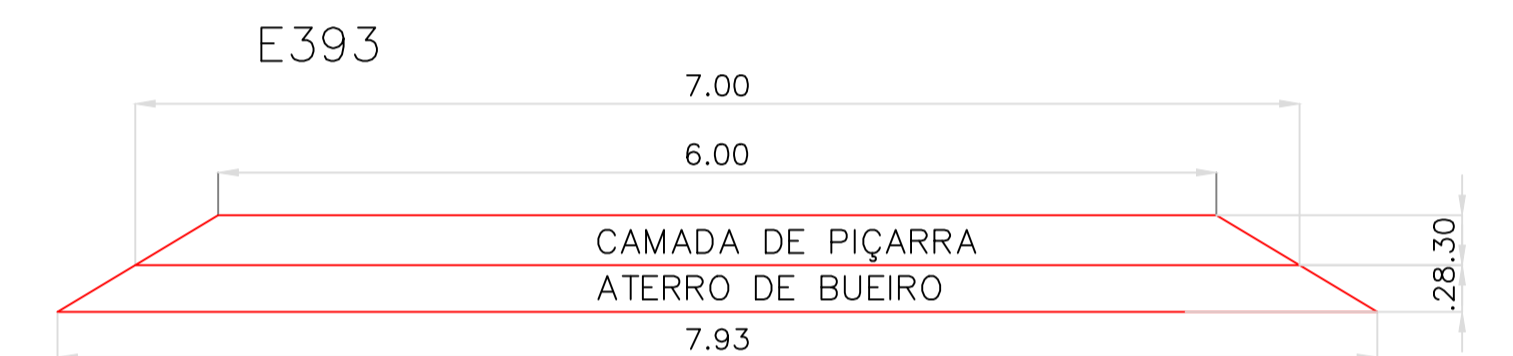 E393
7.00
6.00
CAMADA DE PIÇARRA
.30
ATERRO DE BUEIRO
.28
7.93